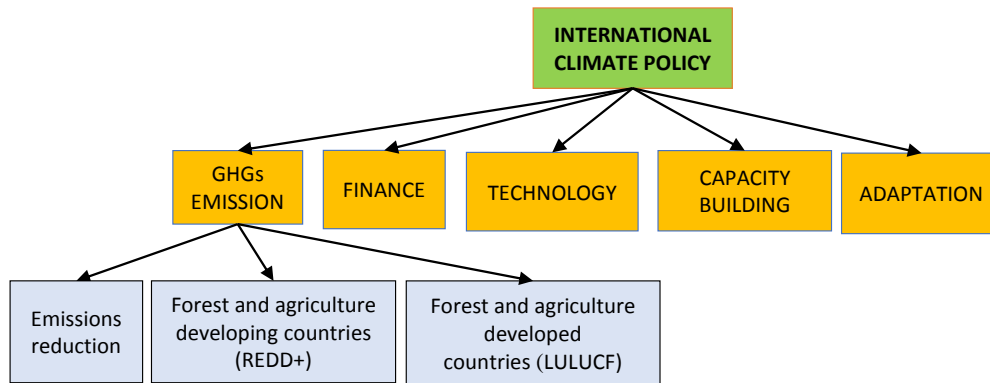 INTERNATIONAL
CLIMATE POLICY
GHGs
EMISSION
FINANCE
TECHNOLOGY
CAPACITY
BUILDING
ADAPTATION
Emissions
reduction
Forest and agriculture
developing countries
(REDD+)
Forest and agriculture
developed
countries (LULUCF)